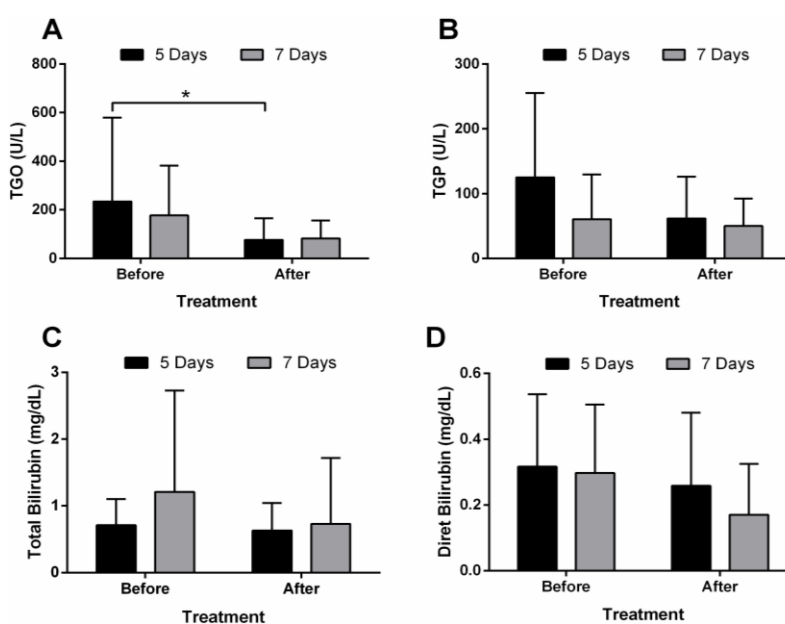 A
5 Days 7 Days
800
600
400
200
0
TGO (U/L)
*
Before After
Treatment
B
5 Days 7 Days
300
200
100
0
TGP (U/L)
Before After
Treatment
C
5 Days 7 Days
3
2
1
0
Total Bilirubin (mg/dL)
Before After
Treatment
D
5 Days 7 Days
0.6
0.4
0.2
0.0
Diret Bilirubin (mg/dL)
Before After
Treatment